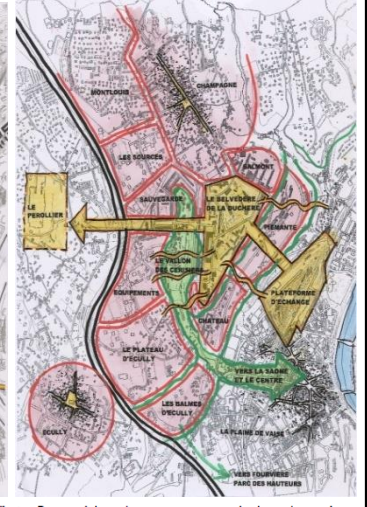 MONTLOUIS
CHAMPAGNE
LES SOURCES
BALMONT
SAUVEGARDE
LE BELVEDERE
DE LA DUCHERE
LE
PEROLLIER
PIEMENTE
LE VALLON
DES CERISIERS
EQUIPEMENTS
PLATEFORME
D'ECHANGE
CHATEAU
LE PLATEAU
D'ECULLY
VERS LA SAONE
ET LE CENTRE
LES BALMES
D'ECULLY
ECULLY
LA PLAINE DE VAISE
VERS FOURVIERE
PARC DES HAUTEURS